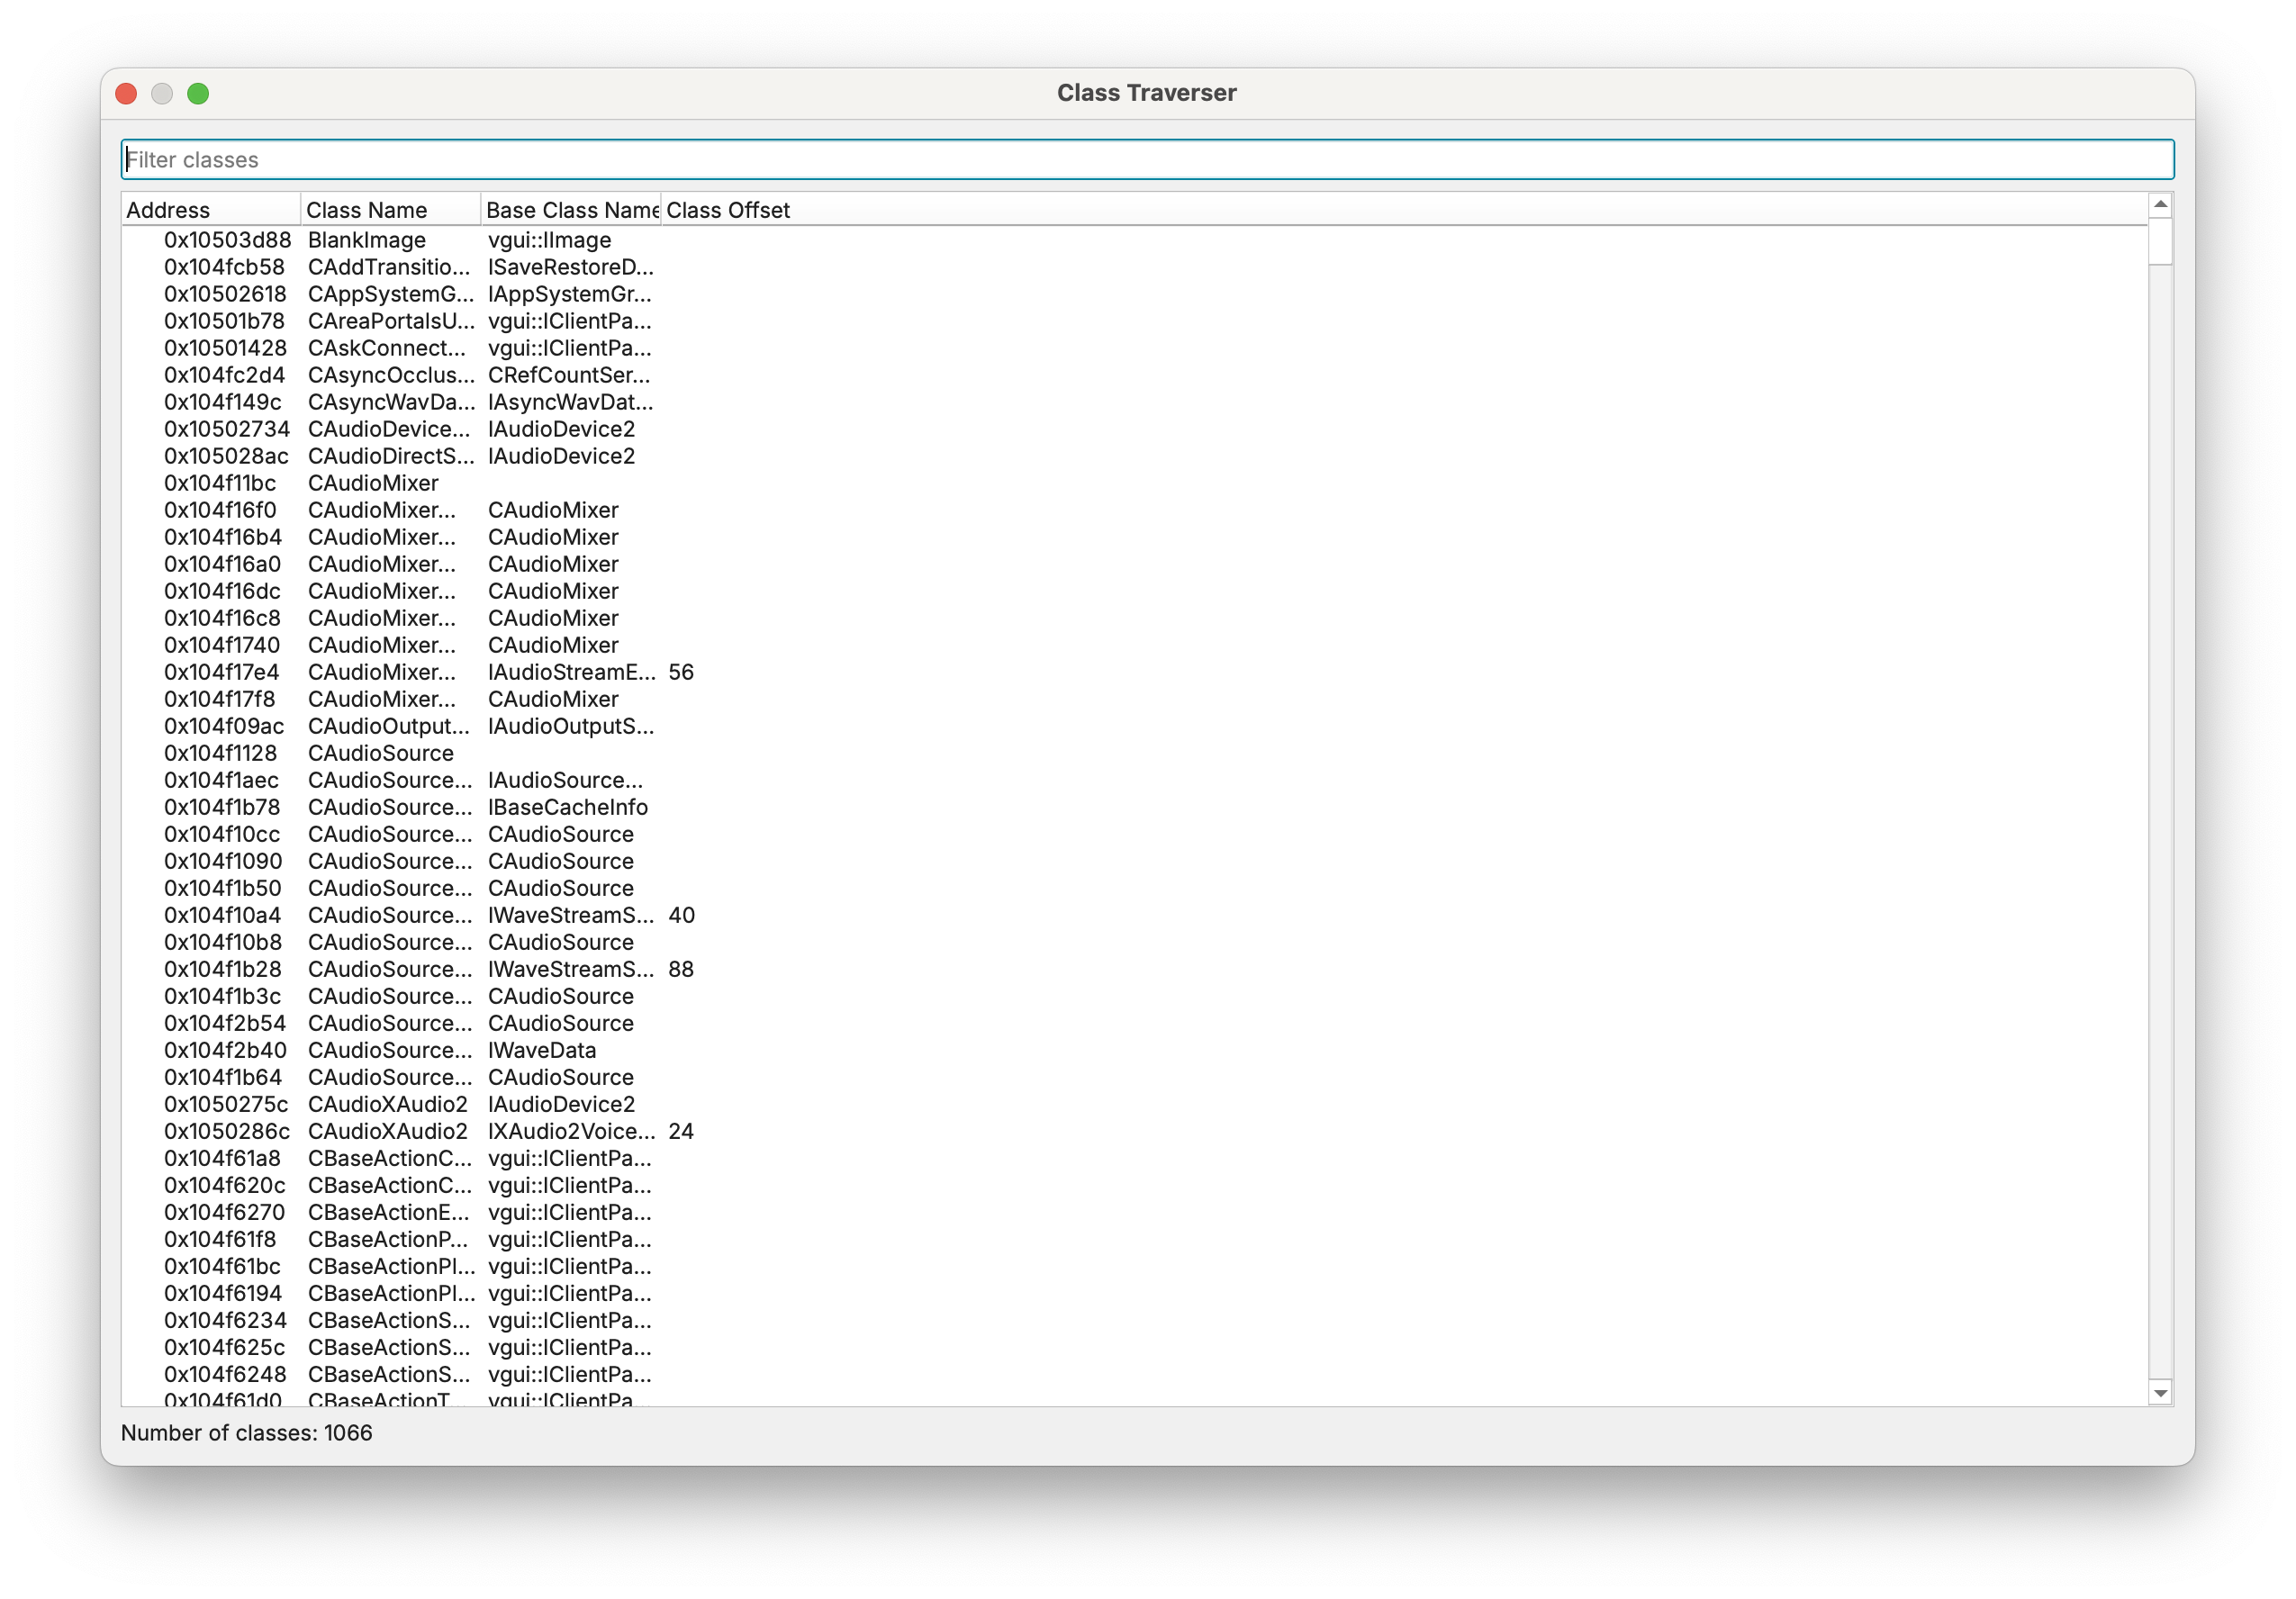 Class Traverser
Filter classes
Address Class Name Base Class Name Class Offset
0x10503d88 BlankImage vgui::IImage
0x104fcb58 CAddTransitio... ISaveRestoreD...
0x10502618 CAppSystemG... IAppSystemGr...
0x10501b78 CAreaPortalsU... vgui::IClientPa...
0x10501428 CAskConnect... vgui::IClientPa...
0x104fc2d4 CAsyncOcclus... CRefCountSer...
0x104f149c CAsyncWavDa... IAsyncWavDat...
0x10502734 CAudioDevice... IAudioDevice2
0x105028ac CAudioDirectS... IAudioDevice2
0x104f11bc CAudioMixer
0x104f16f0 CAudioMixer... CAudioMixer
0x104f16b4 CAudioMixer... CAudioMixer
0x104f16a0 CAudioMixer... CAudioMixer
0x104f16dc CAudioMixer... CAudioMixer
0x104f16c8 CAudioMixer... CAudioMixer
0x104f1740 CAudioMixer... CAudioMixer
0x104f17e4 CAudioMixer... IAudioStreamE... 56
0x104f17f8 CAudioMixer... CAudioMixer
0x104f09ac CAudioOutput... IAudioOutputS...
0x104f1128 CAudioSource
0x104f1aec CAudioSource... IAudioSource...
0x104f1b78 CAudioSource... IBaseCacheInfo
0x104f10cc CAudioSource... CAudioSource
0x104f1090 CAudioSource... CAudioSource
0x104f1b50 CAudioSource... CAudioSource
0x104f10a4 CAudioSource... IWaveStreamS... 40
0x104f10b8 CAudioSource... CAudioSource
0x104f1b28 CAudioSource... IWaveStreamS... 88
0x104f1b3c CAudioSource... CAudioSource
0x104f2b54 CAudioSource... CAudioSource
0x104f2b40 CAudioSource... IWaveData
0x104f1b64 CAudioSource... CAudioSource
0x1050275c CAudioXAudio2 IAudioDevice2
0x1050286c CAudioXAudio2 IXAudio2Voice... 24
0x104f61a8 CBaseActionC... vgui::IClientPa...
0x104f620c CBaseActionC... vgui::IClientPa...
0x104f6270 CBaseActionE... vgui::IClientPa...
0x104f61f8 CBaseActionP... vgui::IClientPa...
0x104f61bc CBaseActionPl... vgui::IClientPa...
0x104f6194 CBaseActionPl... vgui::IClientPa...
0x104f6234 CBaseActionS... vgui::IClientPa...
0x104f625c CBaseActionS... vgui::IClientPa...
0x104f6248 CBaseActionS... vgui::IClientPa...
0x104f61d0 CBaseActionT... vgui::IClientPa...
Number of classes: 1066